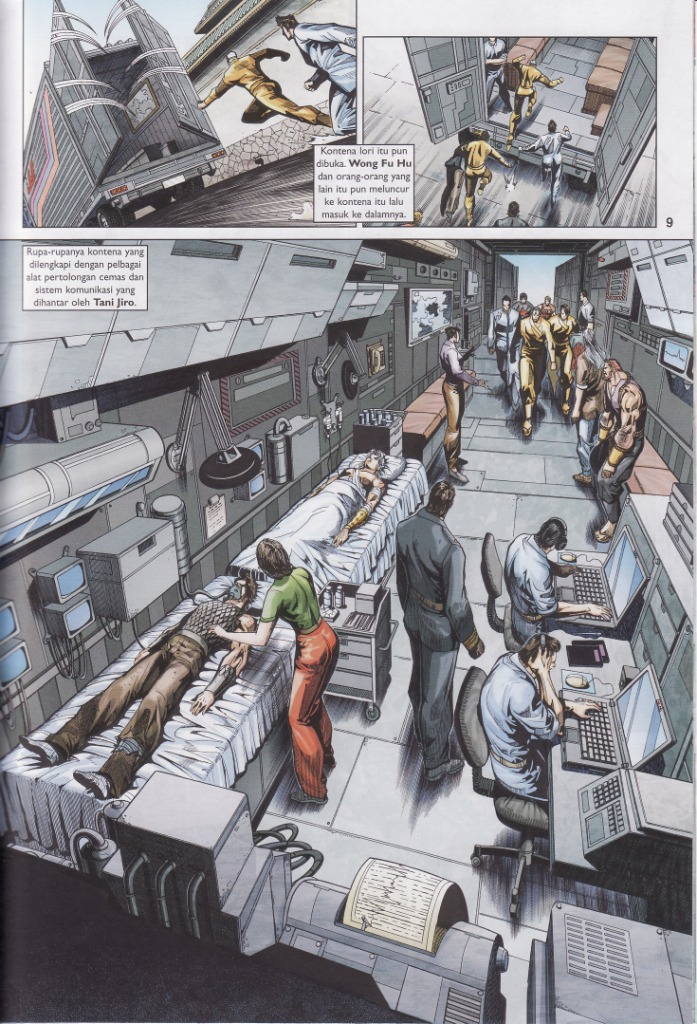 Kontena lori itu pun
dibuka. Wong Fu Hu
dan orang-orang yang
lain itu pun meluncur
ke kontena itu lalu
masuk ke dalamnya.
9
Rupa-rupanya kontena yang
dilengkapi dengan pelbagai
alat pertolongan cemas dan
sistem komunikasi yang
dihantar oleh Tani Jiro.